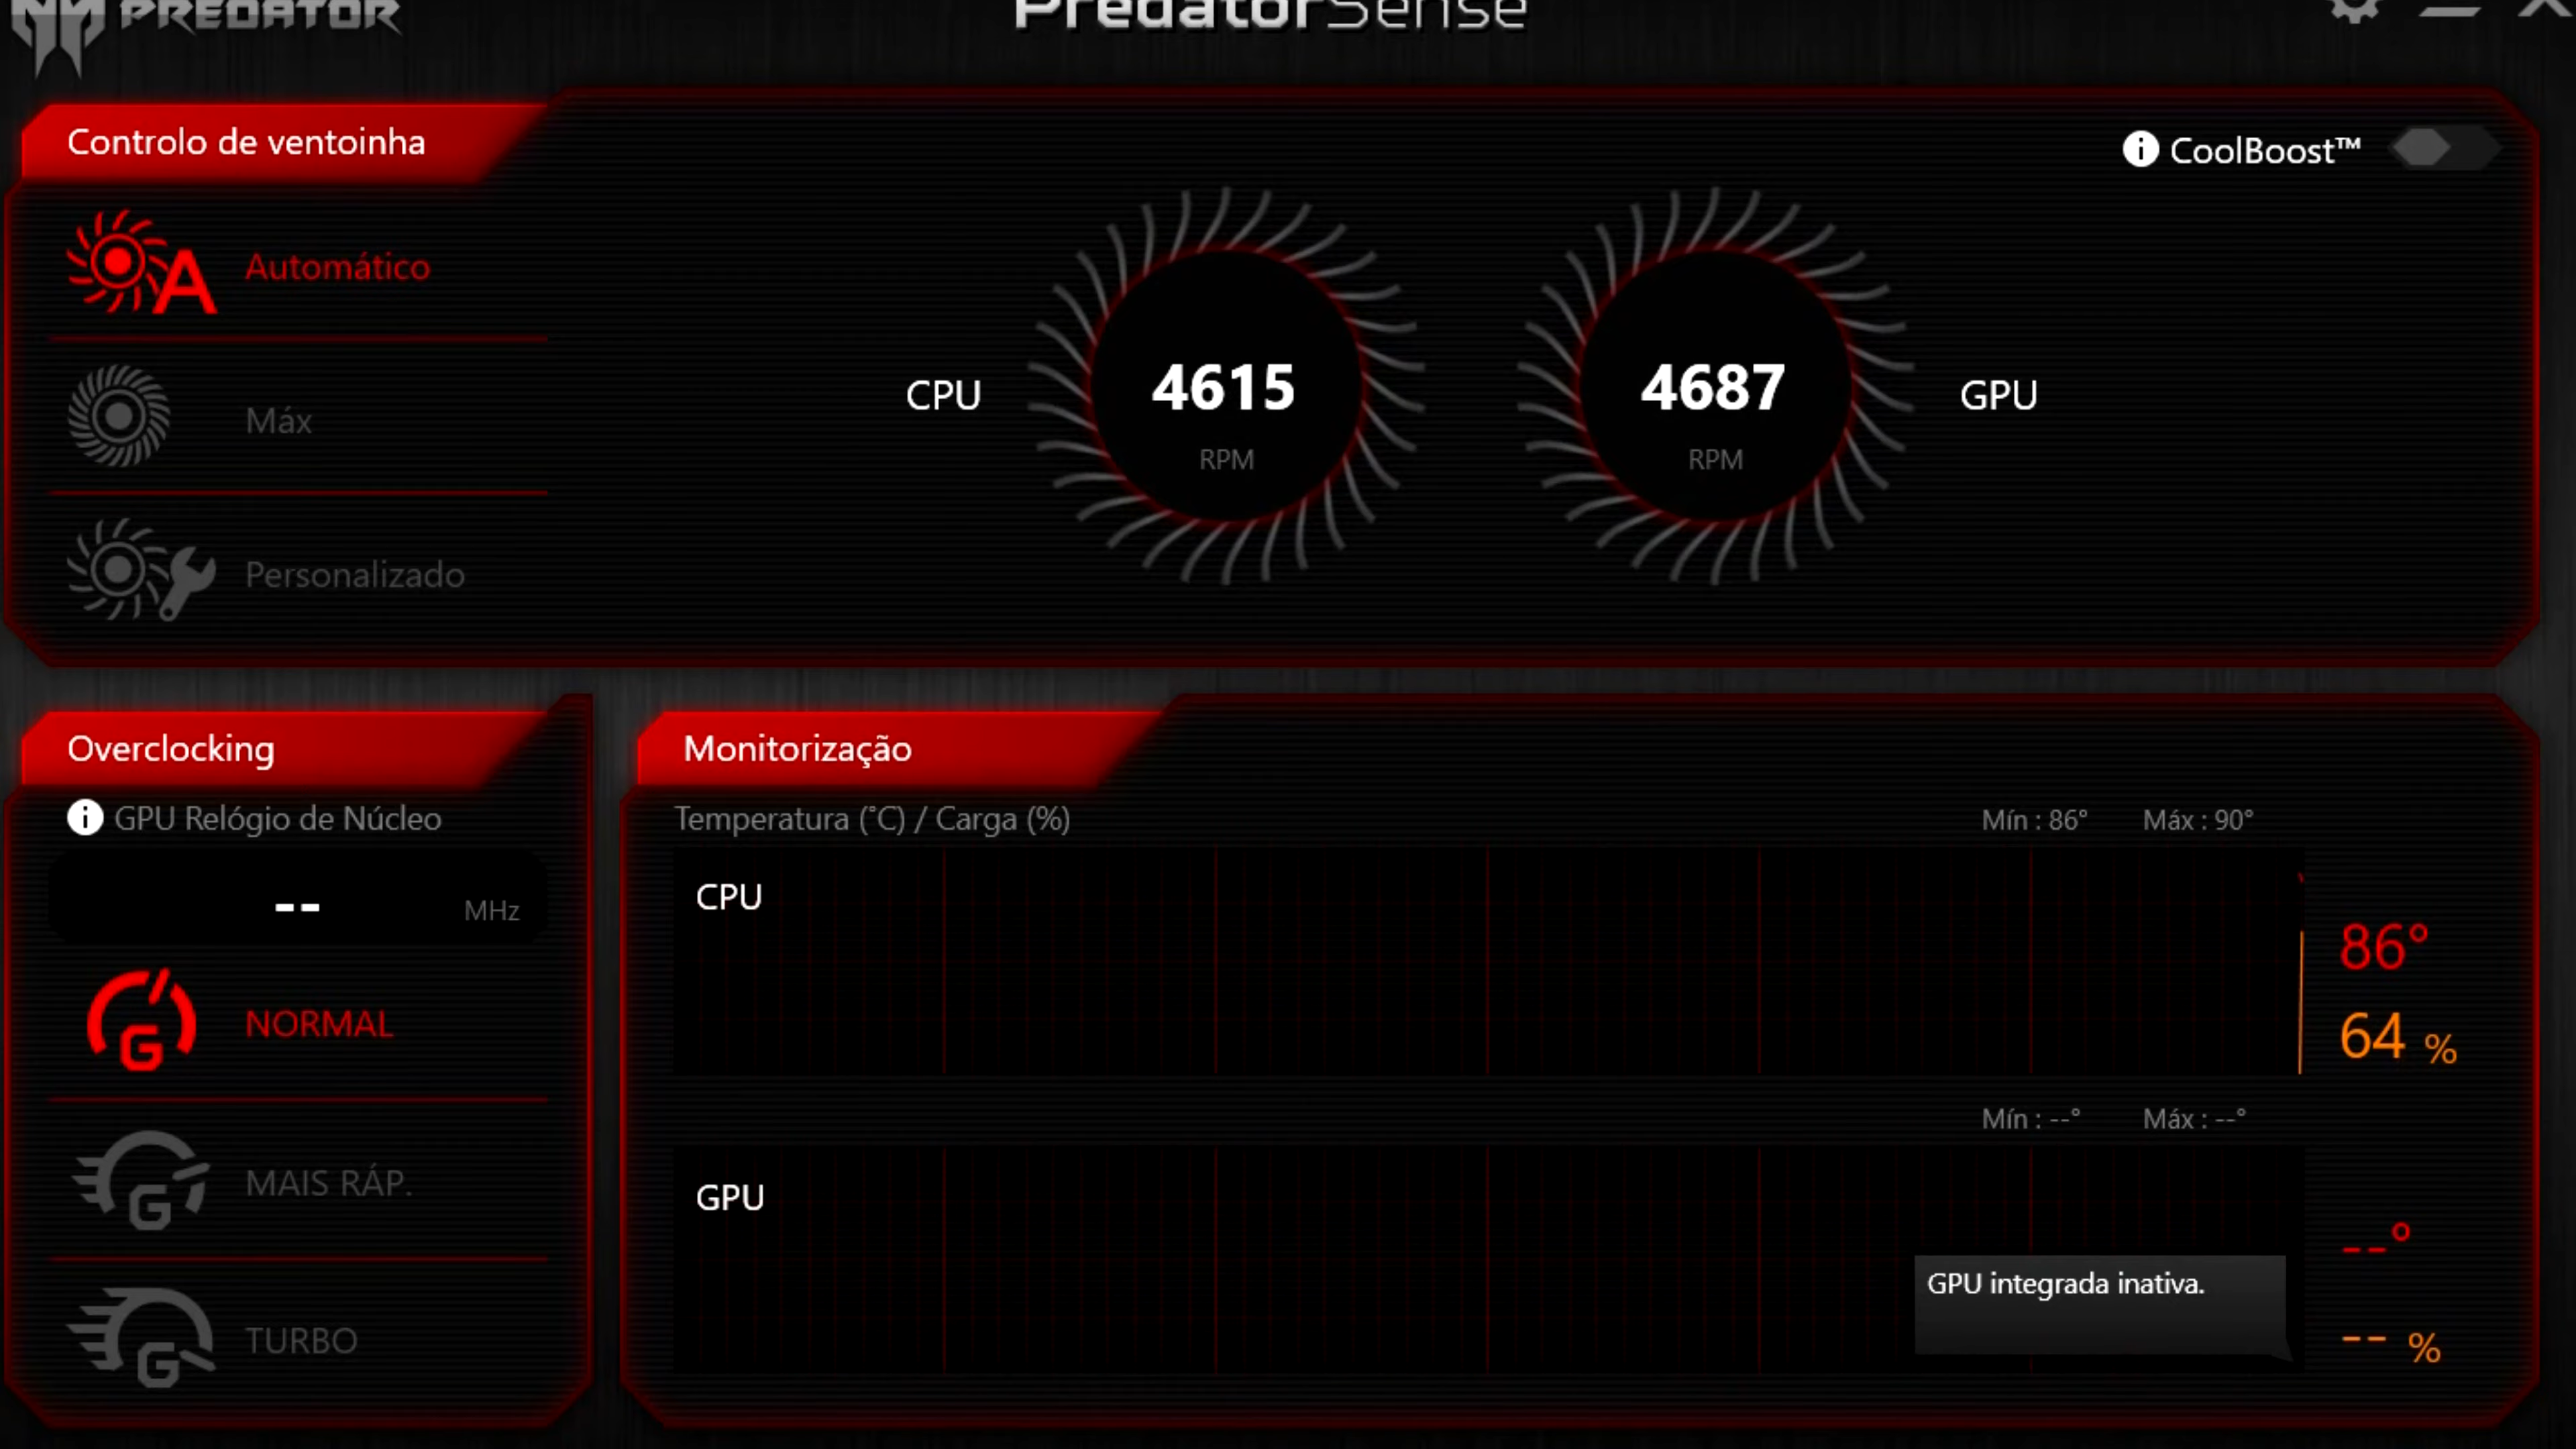 PREDATOR
PredatorSense
Controlo de ventoinha
CoolBoost™
Automático
Máx
Personalizado
CPU
4615
RPM
4687
RPM
GPU
Overclocking
GPU Relógio de Núcleo
-- MHz
NORMAL
MAIS RÁP.
TURBO
Monitorização
Temperatura (°C) / Carga (%)
Mín : 86° Máx : 90°
CPU
86°
64 %
Mín : --° Máx : --°
GPU
--°
GPU integrada inativa.
-- %